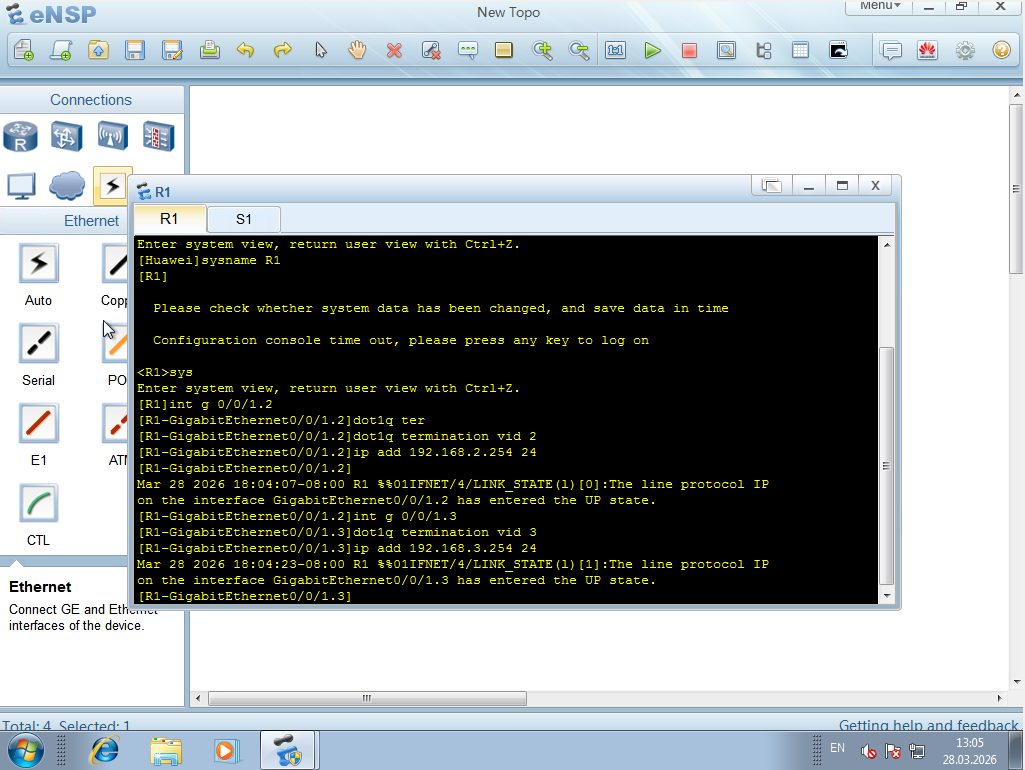 eNSP
New Topo
Menu
Connections
R
Ethernet
Auto
Copp
Serial
PO
E1
ATM
CTL
Ethernet
Connect GE and Ethernet
interfaces of the device.
R1
R1
S1
Enter system view, return user view with Ctrl+Z.
[Huawei]sysname R1
[R1]
Please check whether system data has been changed, and save data in time
Configuration console time out, please press any key to log on
<R1>sys
Enter system view, return user view with Ctrl+Z.
[R1]int g 0/0/1.2
[R1-GigabitEthernet0/0/1.2]dot1q ter
[R1-GigabitEthernet0/0/1.2]dot1q termination vid 2
[R1-GigabitEthernet0/0/1.2]ip add 192.168.2.254 24
[R1-GigabitEthernet0/0/1.2]
Mar 28 2026 18:04:07-08:00 R1 %%01IFNET/4/LINK_STATE(l)[0]:The line protocol IP
on the interface GigabitEthernet0/0/1.2 has entered the UP state.
[R1-GigabitEthernet0/0/1.2]int g 0/0/1.3
[R1-GigabitEthernet0/0/1.3]dot1q termination vid 3
[R1-GigabitEthernet0/0/1.3]ip add 192.168.3.254 24
Mar 28 2026 18:04:23-08:00 R1 %%01IFNET/4/LINK_STATE(l)[1]:The line protocol IP
on the interface GigabitEthernet0/0/1.3 has entered the UP state.
[R1-GigabitEthernet0/0/1.3]
Total: 4 Selected: 1
Getting help and feedback
EN
13:05
28.03.2026